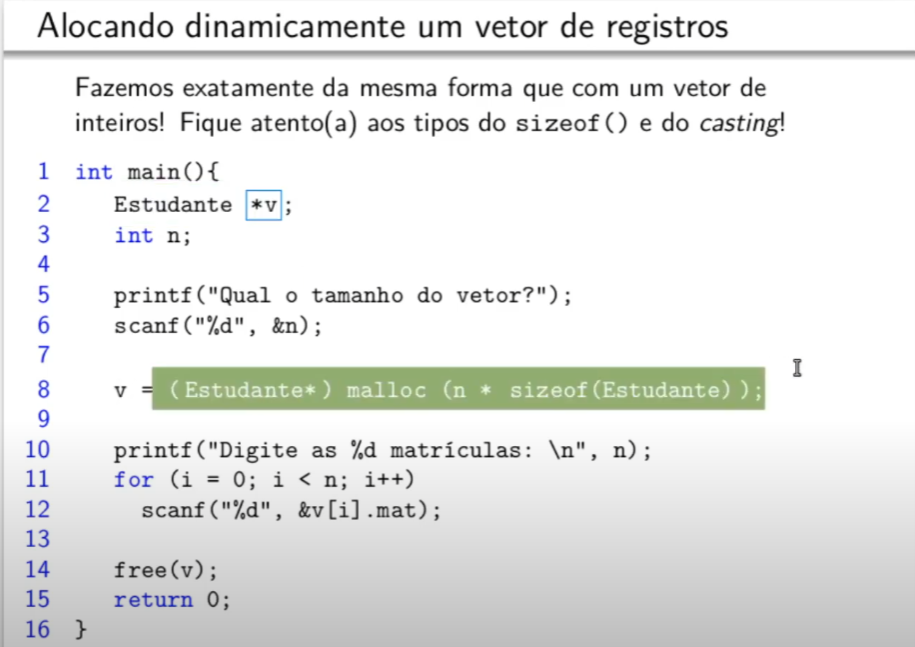 Alocando dinamicamente um vetor de registros
Fazemos exatamente da mesma forma que com um vetor de
inteiros! Fique atento(a) aos tipos do sizeof() e do casting!
1 int main(){
2 Estudante *v;
3 int n;
4
5 printf("Qual o tamanho do vetor?");
6 scanf("%d", &n);
7
8 v = (Estudante*) malloc (n * sizeof(Estudante));
9
10 printf("Digite as %d matrículas: \n", n);
11 for (i = 0; i < n; i++)
12 scanf("%d", &v[i].mat);
13
14 free(v);
15 return 0;
16 }